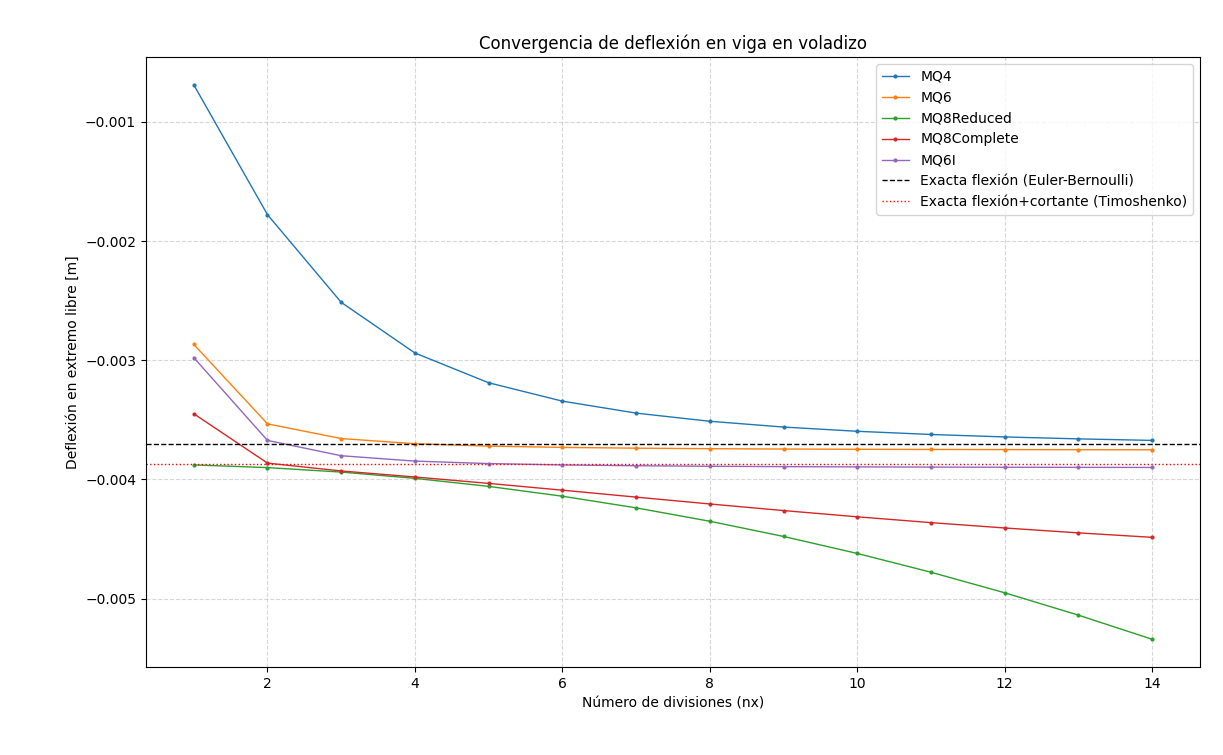 Convergencia de deflexión en viga en voladizo
MQ4
MQ6
MQ8Reduced
MQ8Complete
MQ6I
Exacta flexión (Euler-Bernoulli)
Exacta flexión+cortante (Timoshenko)
Deflexión en extremo libre [m]
−0.001
−0.002
−0.003
−0.004
−0.005
2 4 6 8 10 12 14
Número de divisiones (nx)